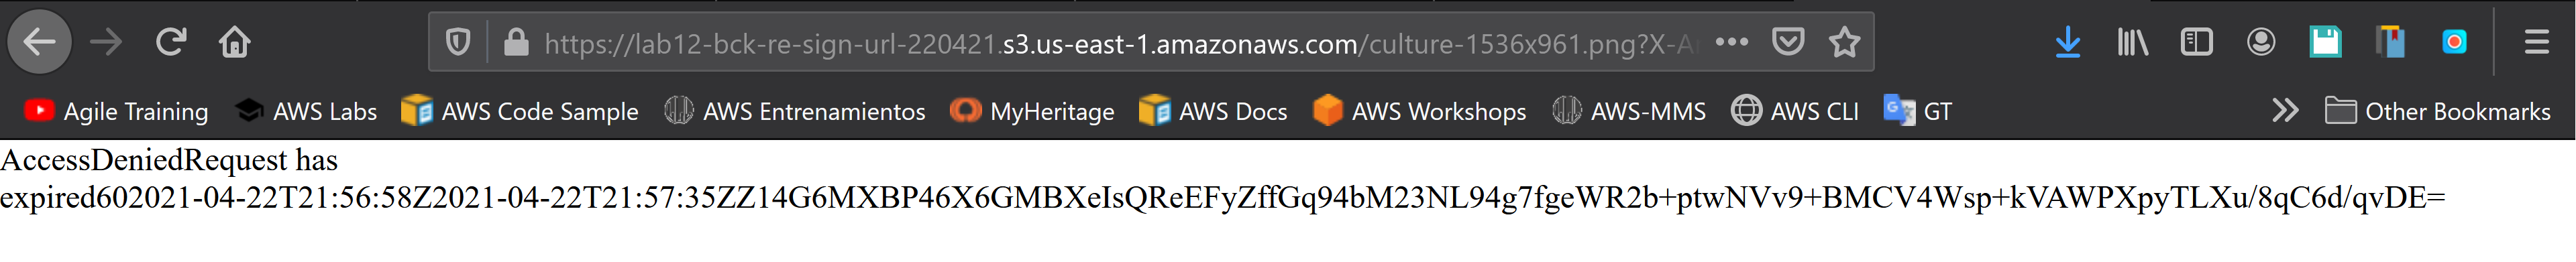 https://lab12-bck-re-sign-url-220421.s3.us-east-1.amazonaws.com/culture-1536x961.png?X-A
Agile Training AWS Labs AWS Code Sample AWS Entrenamientos MyHeritage AWS Docs AWS Workshops AWS-MMS AWS CLI GT Other Bookmarks
AccessDeniedRequest has
expired602021-04-22T21:56:58Z2021-04-22T21:57:35ZZ14G6MXBP46X6GMBXeIsQReEFyZffGq94bM23NL94g7fgeWR2b+ptwNVv9+BMCV4Wsp+kVAWPXpyTLXu/8qC6d/qvDE=